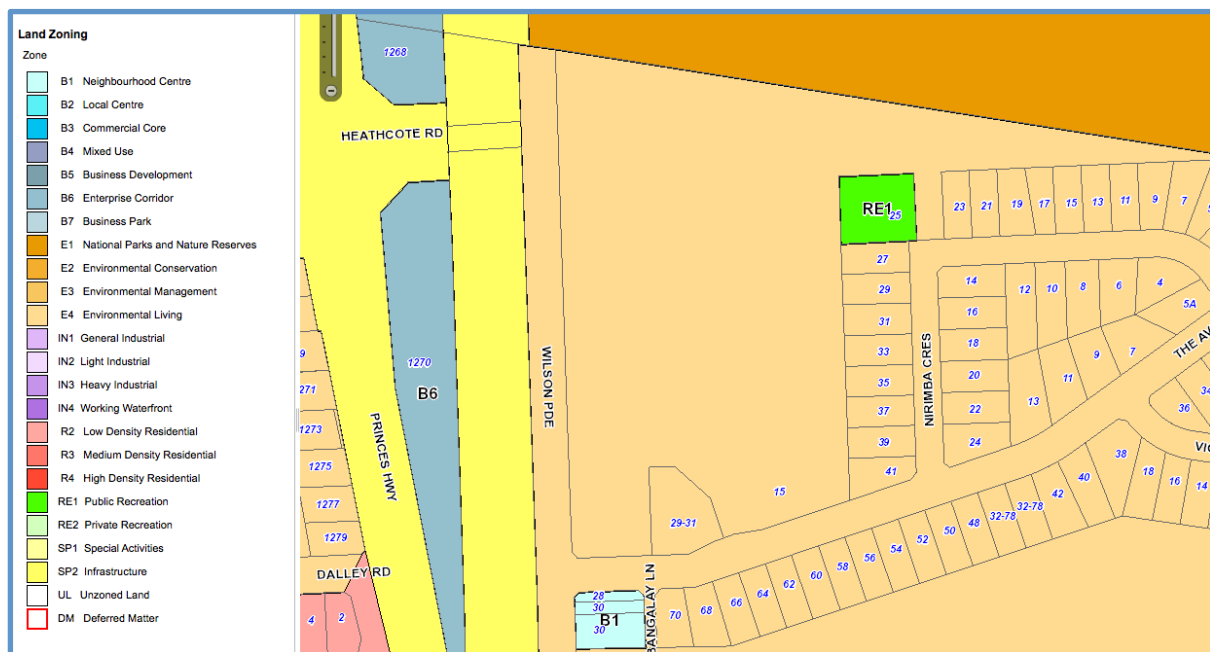 Land Zoning
Zone
B1 Neighbourhood Centre
B2 Local Centre
B3 Commercial Core
B4 Mixed Use
B5 Business Development
B6 Enterprise Corridor
B7 Business Park
E1 National Parks and Nature Reserves
E2 Environmental Conservation
E3 Environmental Management
E4 Environmental Living
IN1 General Industrial
IN2 Light Industrial
IN3 Heavy Industrial
IN4 Working Waterfront
R2 Low Density Residential
R3 Medium Density Residential
R4 High Density Residential
RE1 Public Recreation
RE2 Private Recreation
SP1 Special Activities
SP2 Infrastructure
UL Unzoned Land
DM Deferred Matter
1268
HEATHCOTE RD
RE1
25
23 21 19 17 15 13 11 9 7
27
29
31
33
35
37
39
41
14
16
18
20
22
24
12 10 8 6 4
5A
13 11 9 7
THE AV
NIRIMBA CRES
WILSON PDE
1270
B6
PRINCES HWY
9
271
1273
1275
1277
1279
DALLEY RD
4 2
15
29-31
34
36
VIC
38
18 16 14
40
42
32-78
32-78
48
50
52
54
56
58
60
62
64
66
68
70
BANGALAY LN
28
30
30
B1